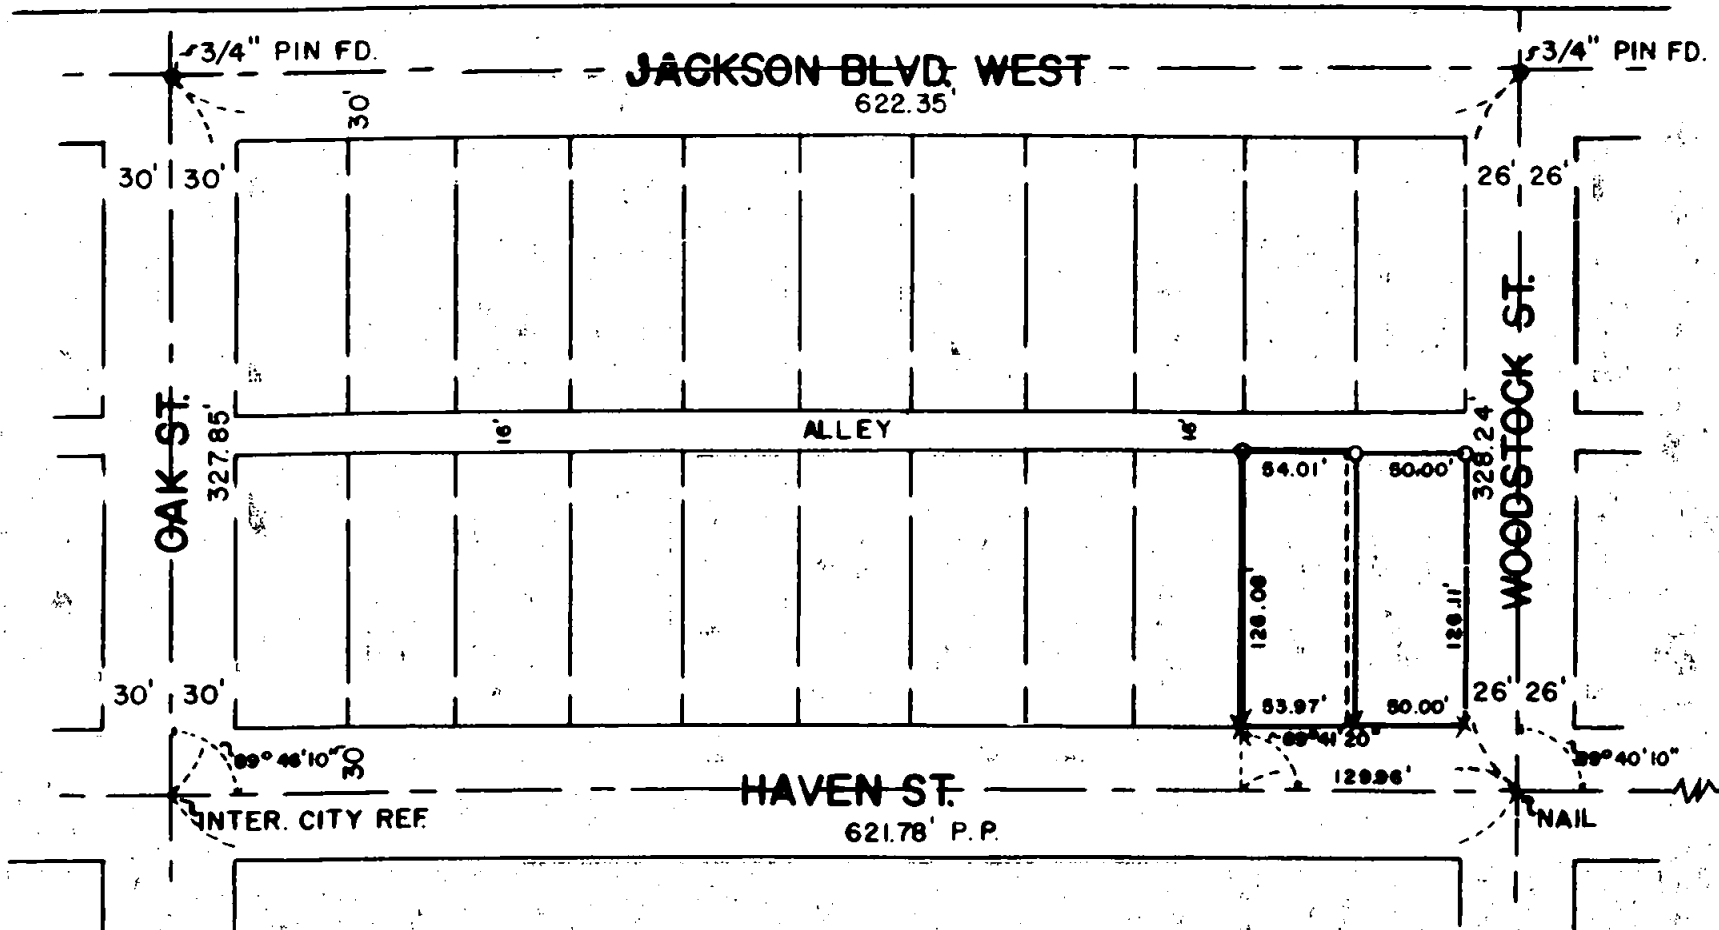 3/4" PIN FD.
JACKSON BLVD. WEST
3/4" PIN FD.
622.35'
30'
30' 30'
26' 26'
OAK ST.
327.85'
16'
ALLEY
16'
54.01'
50.00'
328.24'
WOODSTOCK ST.
126.08'
126.11'
30' 30'
53.97'
50.00'
26' 26'
89°46'10"
30'
89°41'20"
129.96'
89°40'10"
HAVEN ST.
INTER. CITY REF.
621.78' P.P.
NAIL